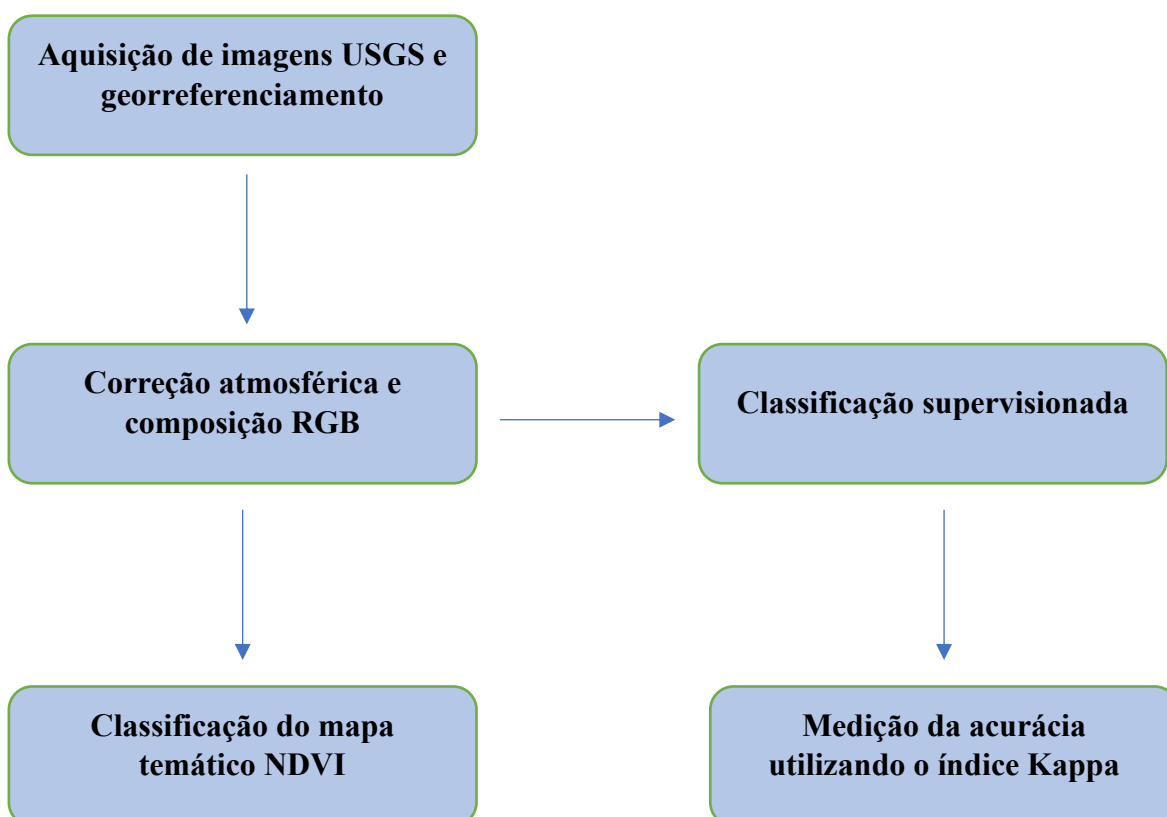 Aquisição de imagens USGS e
georreferenciamento
Correção atmosférica e
composição RGB
Classificação supervisionada
Classificação do mapa
temático NDVI
Medição da acurácia
utilizando o índice Kappa